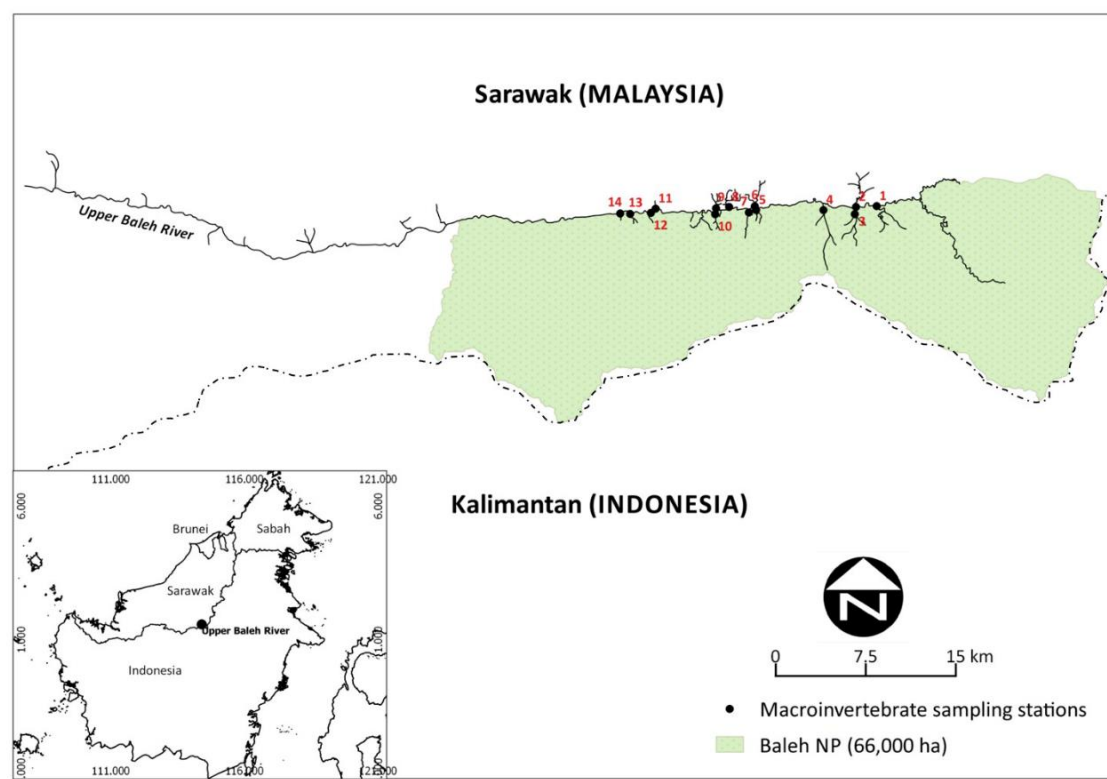 Sarawak (MALAYSIA)
Upper Baleh River
14 13 11 12 9 8 10 7 6 5 4 2 3 1
Kalimantan (INDONESIA)
111.000 116.000 121.000
6.000 6.000
Brunei Sabah
Sarawak
Upper Baleh River
1.000 1.000
Indonesia
111.000 116.000 121.000
N
0 7.5 15 km
Macroinvertebrate sampling stations
Baleh NP (66,000 ha)